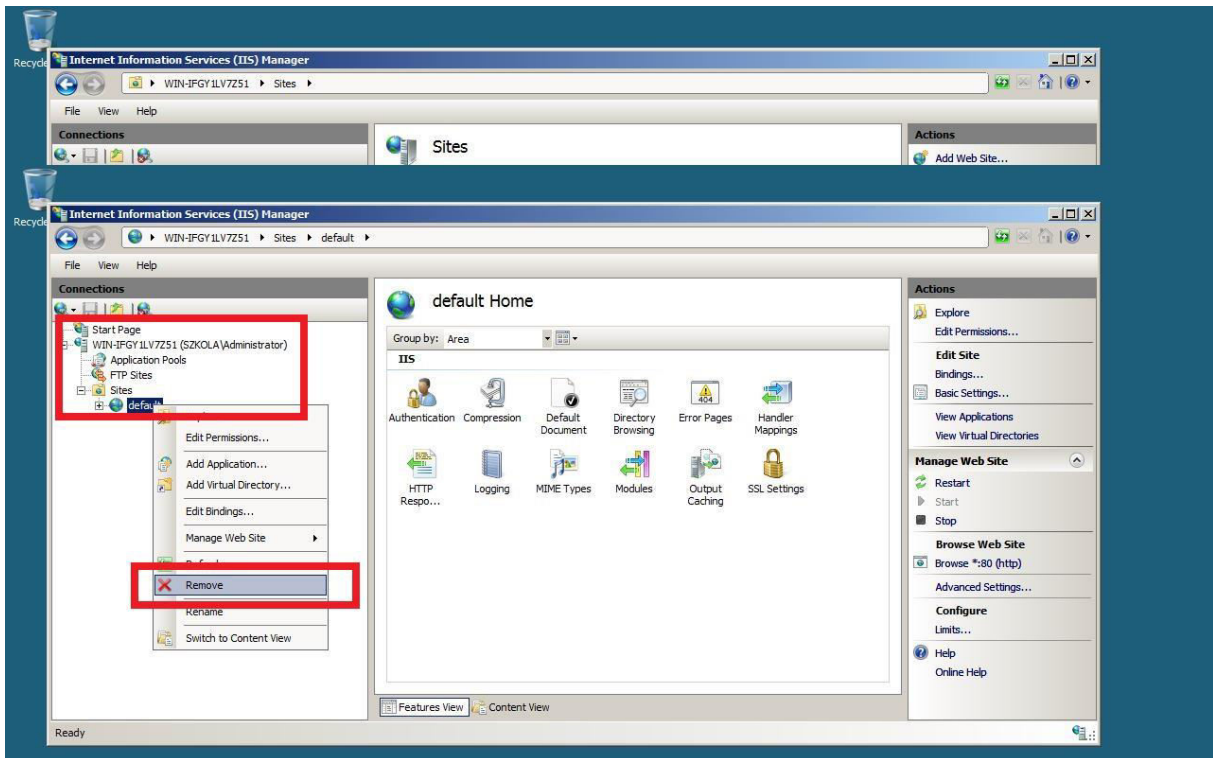 Recycle
Internet Information Services (IIS) Manager
WIN-IFGY1LV7Z51 Sites
File View Help
Connections
Sites
Actions
Add Web Site...
Recycle
Internet Information Services (IIS) Manager
WIN-IFGY1LV7Z51 Sites default
File View Help
Connections
Start Page
WIN-IFGY1LV7Z51 (SZKOLA\Administrator)
Application Pools
FTP Sites
Sites
default
Edit Permissions...
Add Application...
Add Virtual Directory...
Edit Bindings...
Manage Web Site
Remove
Rename
Switch to Content View
default Home
Group by: Area
IIS
Authentication
Compression
Default
Document
Directory
Browsing
Error Pages
404
Handler
Mappings
HTTP
Respo...
Logging
MIME Types
Modules
Output
Caching
SSL Settings
Features View
Content View
Actions
Explore
Edit Permissions...
Edit Site
Bindings...
Basic Settings...
View Applications
View Virtual Directories
Manage Web Site
Restart
Start
Stop
Browse Web Site
Browse *:80 (http)
Advanced Settings...
Configure
Limits...
Help
Online Help
Ready